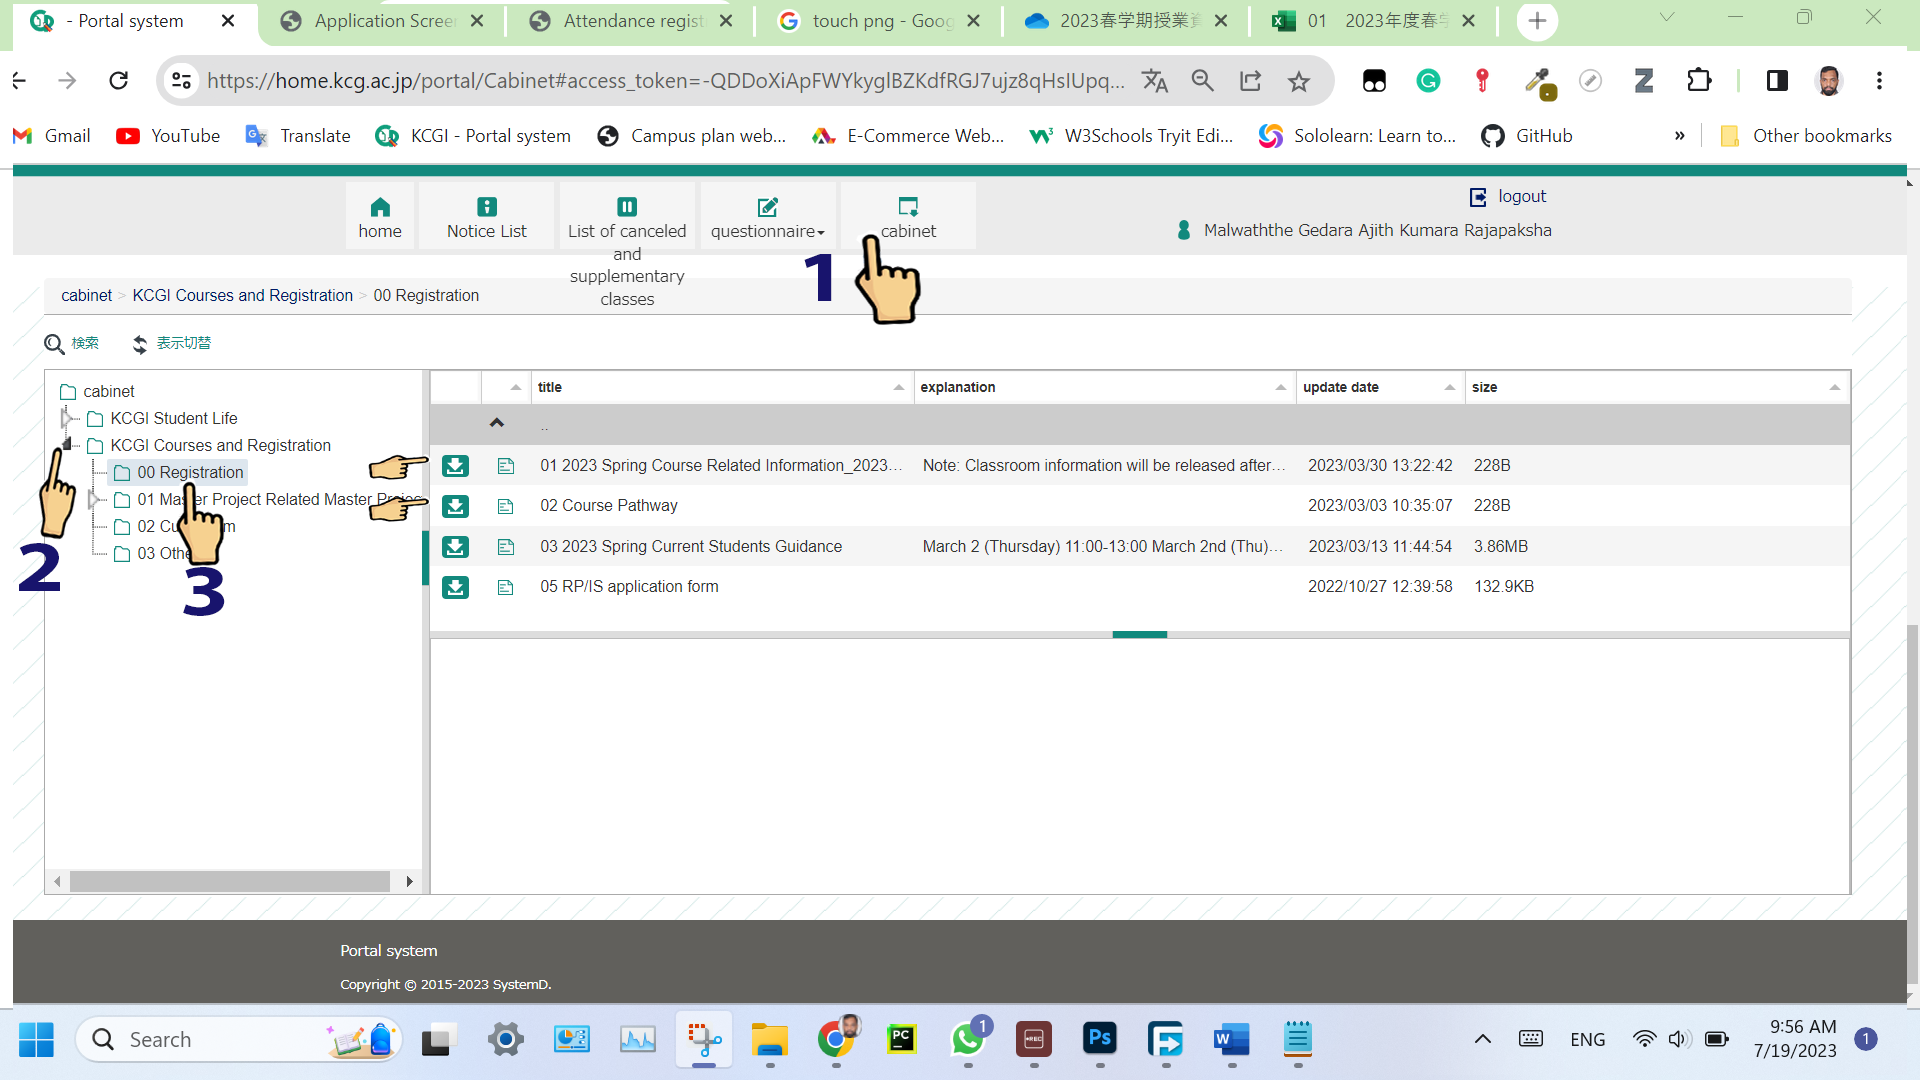 - Portal system
Application Scree
Attendance regist
touch png - Goog
2023春学期授業資
01 2023年度春学
https://home.kcg.ac.jp/portal/Cabinet#access_token=-QDDoXiApFWYkyglBZKdfRGJ7ujz8qHsIUpq...
Gmail
YouTube
Translate
KCGI - Portal system
Campus plan web...
E-Commerce Web...
W3Schools Tryit Edi...
Sololearn: Learn to...
GitHub
»
Other bookmarks
logout
home
Notice List
List of canceled
and
supplementary
classes
questionnaire
cabinet
Malwaththe Gedara Ajith Kumara Rajapaksha
1
cabinet > KCGI Courses and Registration > 00 Registration
検索
表示切替
cabinet
KCGI Student Life
KCGI Courses and Registration
00 Registration
01 Master Project Related Master Projec
02 Cu m
03 Othe
2
3
title
explanation
update date
size
..
01 2023 Spring Course Related Information_2023... Note: Classroom information will be released after... 2023/03/30 13:22:42 228B
02 Course Pathway 2023/03/03 10:35:07 228B
03 2023 Spring Current Students Guidance March 2 (Thursday) 11:00-13:00 March 2nd (Thu)... 2023/03/13 11:44:54 3.86MB
05 RP/IS application form 2022/10/27 12:39:58 132.9KB
Portal system
Copyright © 2015-2023 SystemD.
Search
PC
1
REC
Ps
W
ENG
9:56 AM
7/19/2023
1